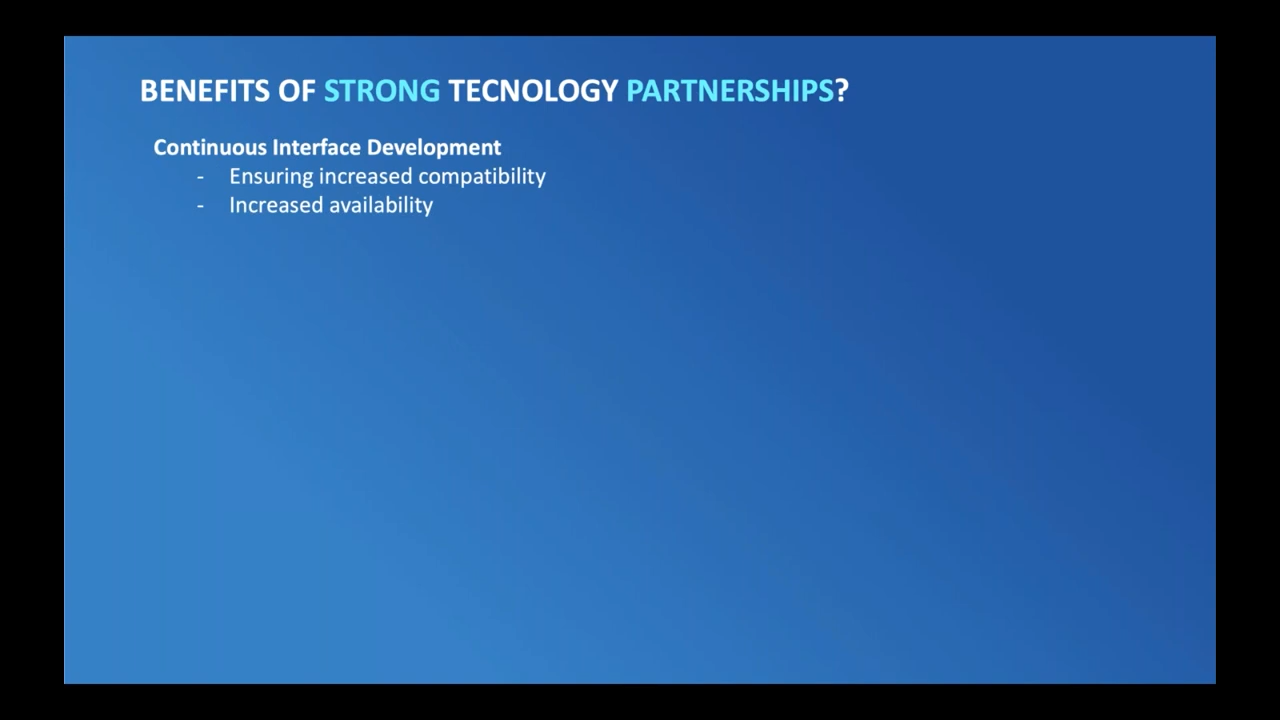 BENEFITS OF STRONG TECNOLOGY PARTNERSHIPS?
Continuous Interface Development
- Ensuring increased compatibility
- Increased availability